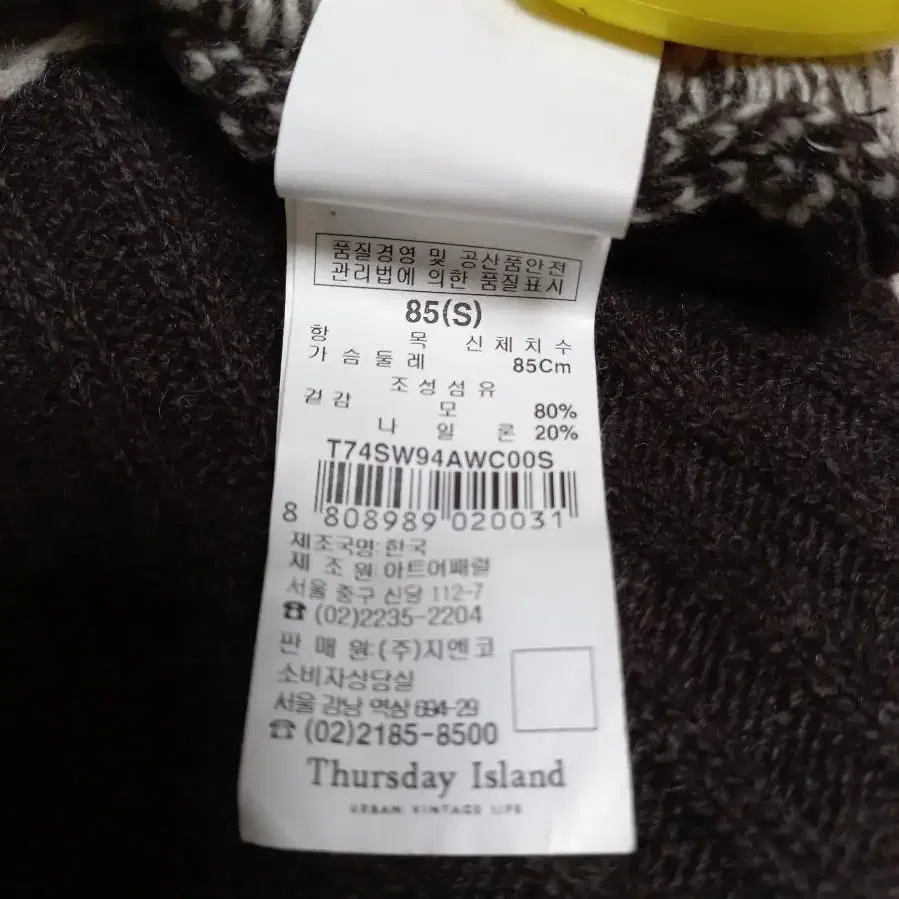 품질경영 및 공산품안전
관리법에 의한 품질표시
85(S)
항 목 신체치수
가슴둘레 85Cm
조성섬유
겉감 모 80%
나일론 20%
T74SW94AWC00S
8 808989 020031
제조국명:한국
제조원:아트어패럴
서울 중구 신당 112-7
☎ (02)2235-2204
판매원:(주)지엔코
소비자상담실
서울 강남 역삼 694-29
☎ (02)2185-8500
Thursday Island
URBAN VINTAGE LIFE